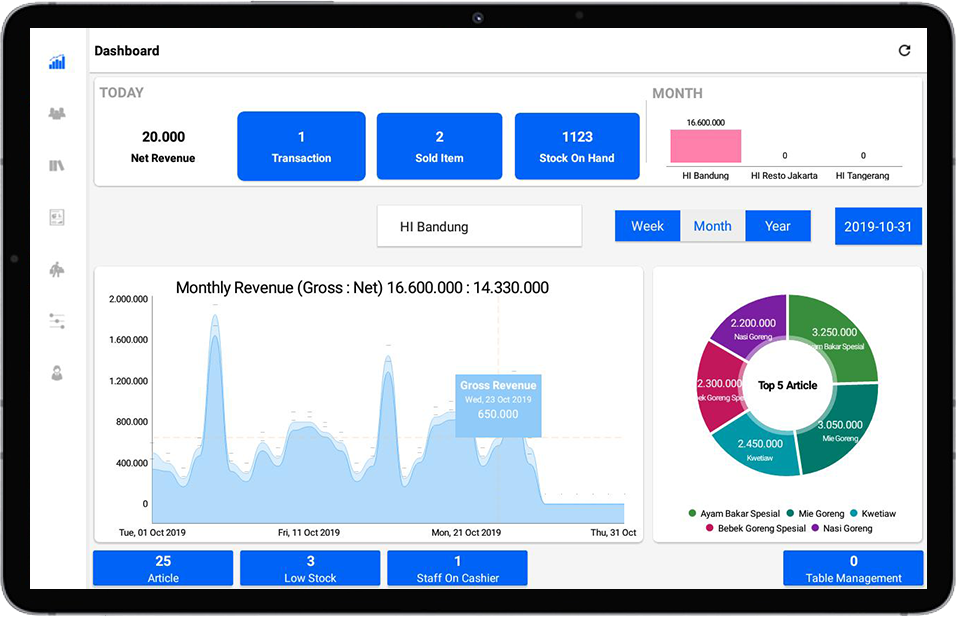 Dashboard
TODAY
20.000
Net Revenue
1
Transaction
2
Sold Item
1123
Stock On Hand
MONTH
16.600.000
0
0
HI Bandung
HI Resto Jakarta
HI Tangerang
HI Bandung
Week
Month
Year
2019-10-31
Monthly Revenue (Gross : Net) 16.600.000 : 14.330.000
2.000.000
1.600.000
1.200.000
800.000
400.000
0
Gross Revenue
Wed, 23 Oct 2019
650.000
Tue, 01 Oct 2019
Fri, 11 Oct 2019
Mon, 21 Oct 2019
Thu, 31 Oct
2.200.000
Nasi Goreng
3.250.000
yam Bakar Spesial
2.300.000
ek Goreng Spe
Top 5 Article
3.050.000
Mie Goreng
2.450.000
Kwetiaw
Ayam Bakar Spesial
Mie Goreng
Kwetiaw
Bebek Goreng Spesial
Nasi Goreng
25
Article
3
Low Stock
1
Staff On Cashier
0
Table Management